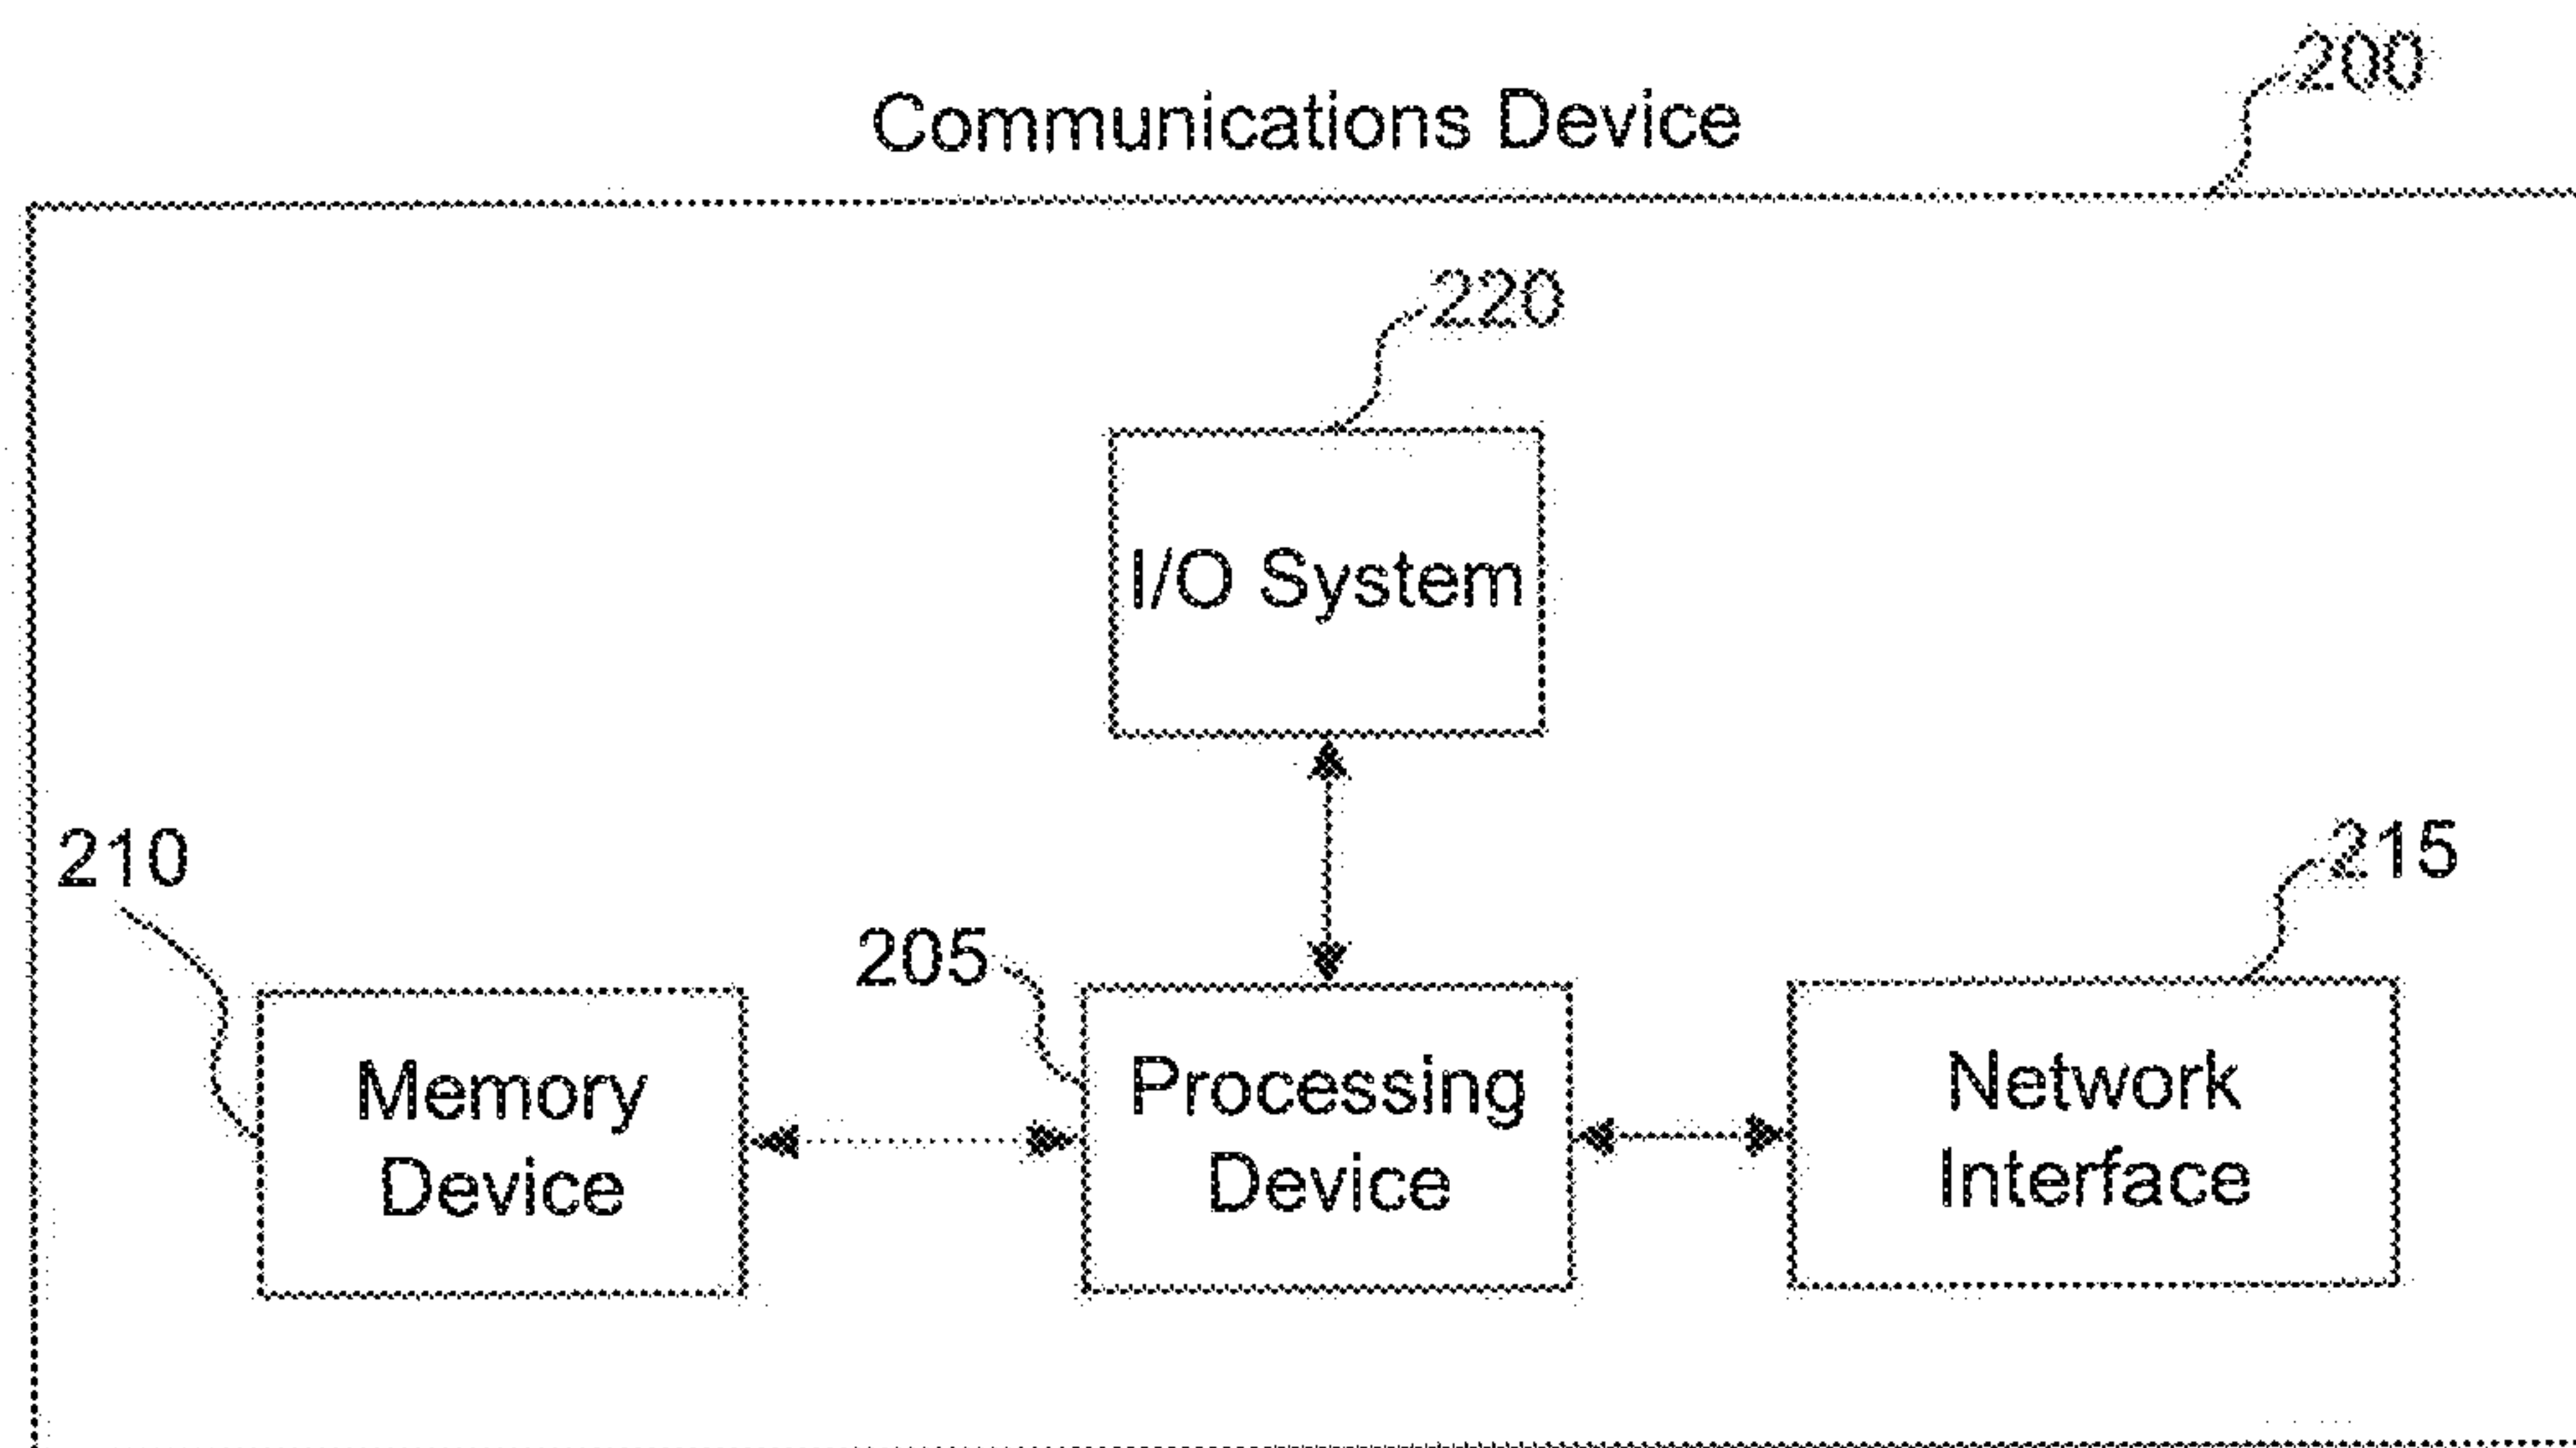 200
Communications Device
220
I/O System
210
205
215
Memory
Device
Processing
Device
Network
Interface